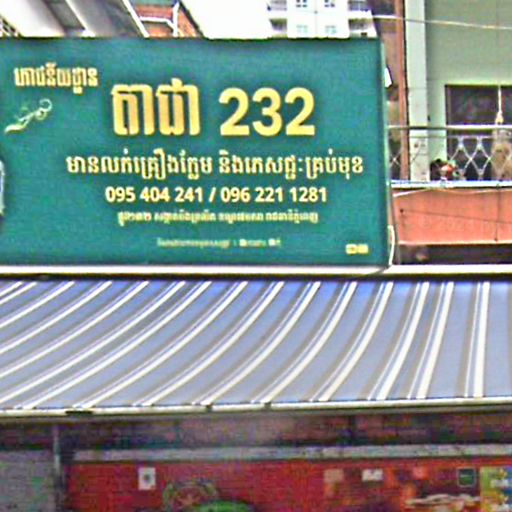 ភោជនីយដ្ឋាន
តាជា 232
មានលក់គ្រឿងក្លែម និងភេសជ្ជៈគ្រប់មុខ
095 404 241 / 096 221 1281